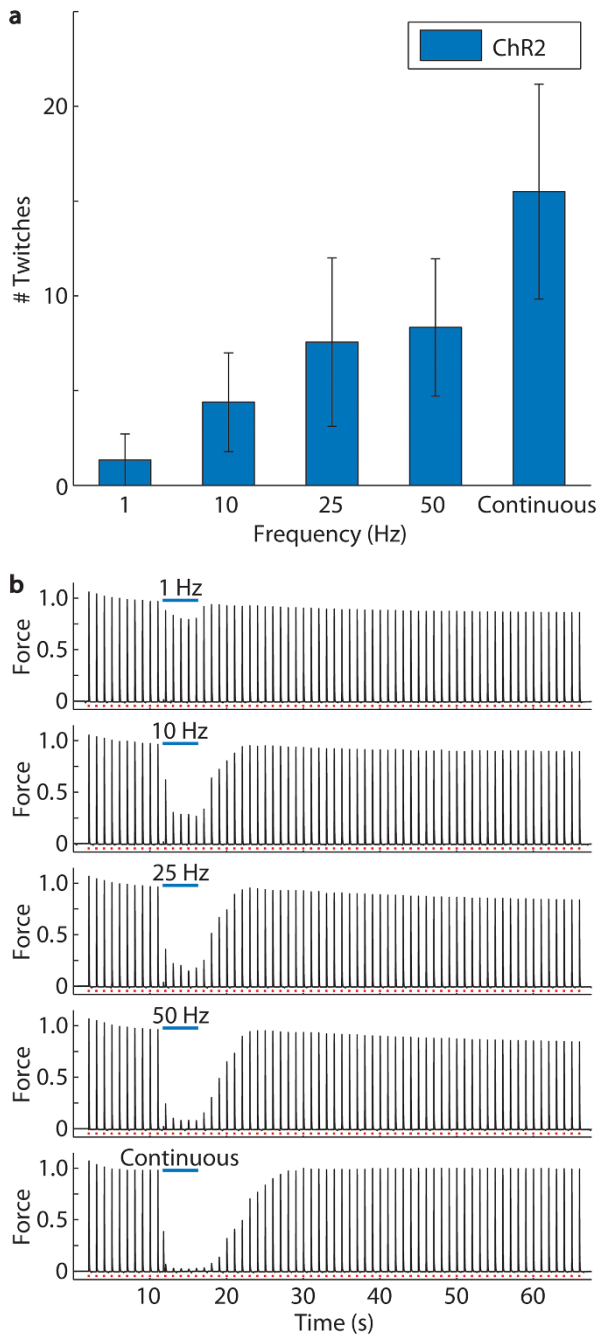 a
ChR2
20
10
0
# Twitches
1 10 25 50 Continuous
Frequency (Hz)
b
1 Hz
1.0
0.5
0
Force
10 Hz
1.0
0.5
0
Force
25 Hz
1.0
0.5
0
Force
50 Hz
1.0
0.5
0
Force
Continuous
1.0
0.5
0
Force
10 20 30 40 50 60
Time (s)